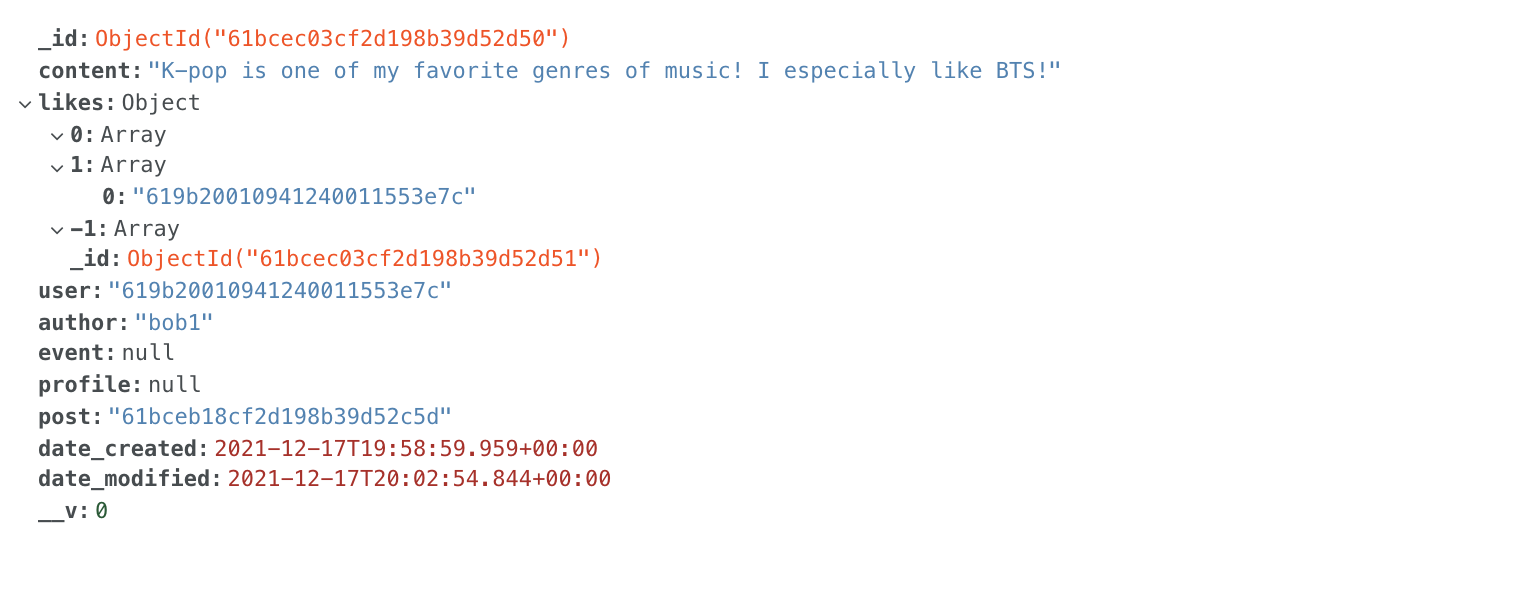 _id: ObjectId("61bcec03cf2d198b39d52d50")
content: "K-pop is one of my favorite genres of music! I especially like BTS!"
likes: Object
0: Array
1: Array
0: "619b20010941240011553e7c"
-1: Array
_id: ObjectId("61bcec03cf2d198b39d52d51")
user: "619b20010941240011553e7c"
author: "bob1"
event: null
profile: null
post: "61bceb18cf2d198b39d52c5d"
date_created: 2021-12-17T19:58:59.959+00:00
date_modified: 2021-12-17T20:02:54.844+00:00
__v: 0